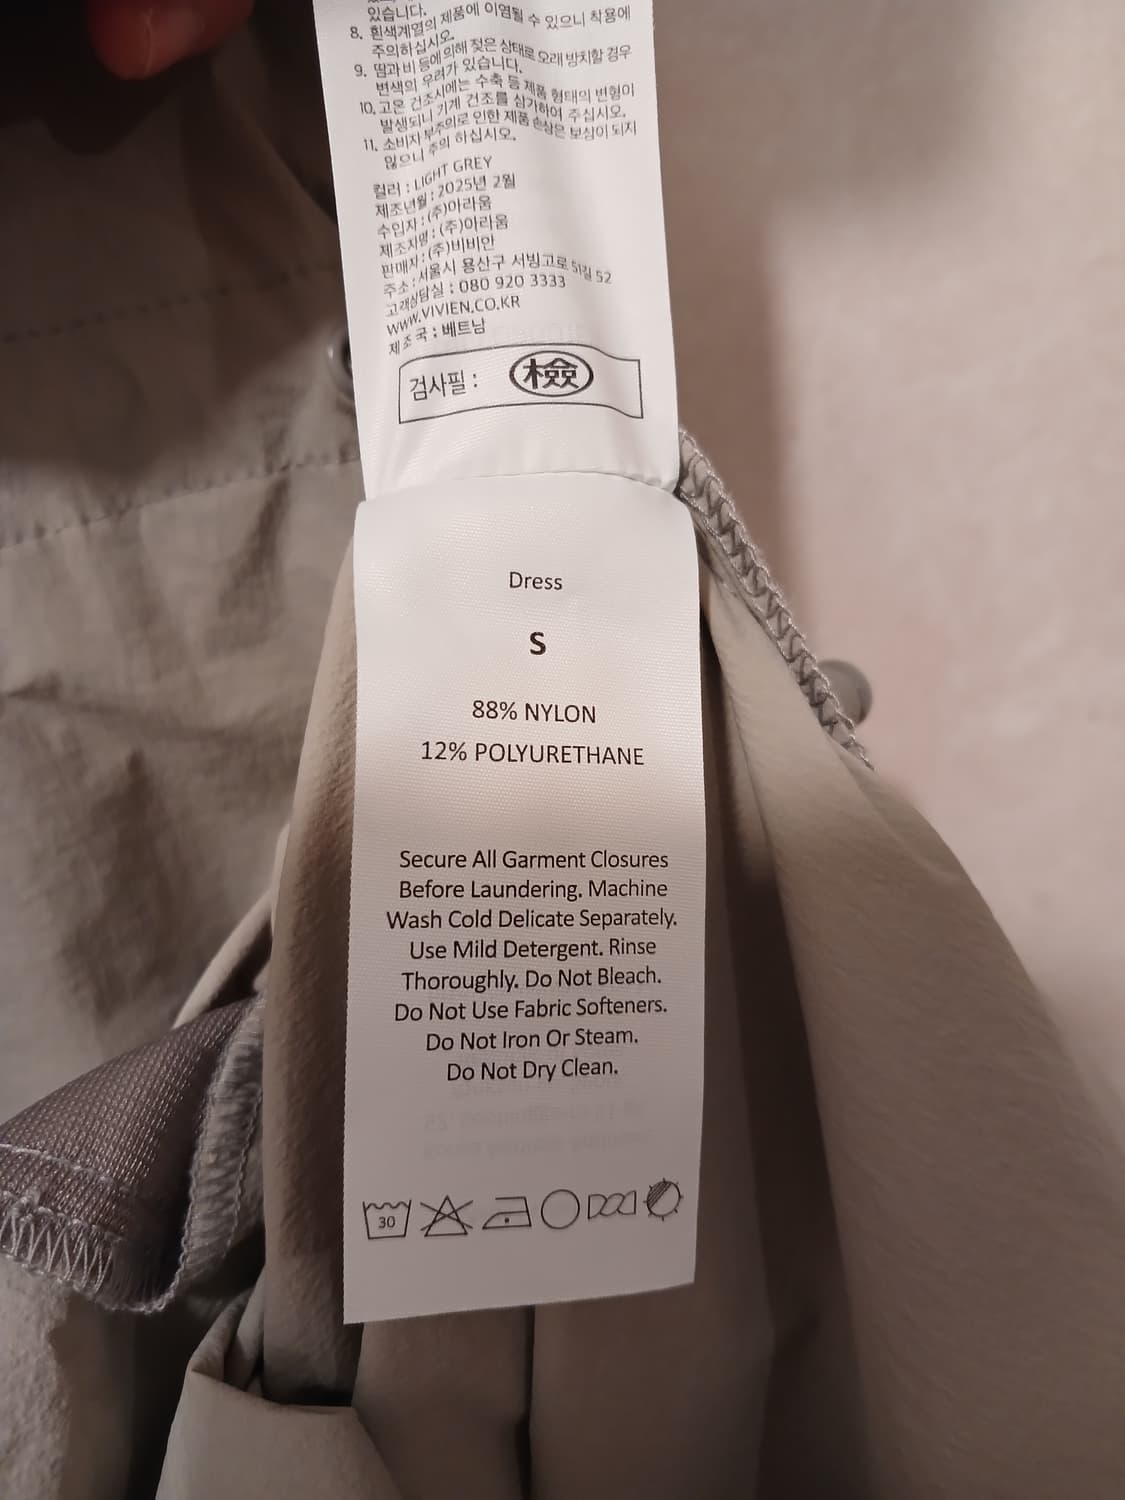 있습니다.
8. 흰색계열의 제품에 이염될 수 있으니 착용에
주의하십시오.
9. 땀과 비 등에 의해 젖은 상태로 오래 방치할 경우
변색의 우려가 있습니다.
10. 고온 건조시에는 수축 등 제품 형태의 변형이
발생되니 기계 건조를 삼가하여 주십시오.
11. 소비자 부주의로 인한 제품 손상은 보상이 되지
않으니 주의 하십시오.
컬러 : LIGHT GREY
제조년월 : 2025년 2월
수입자 : (주)아라움
제조자명 : (주)아라움
판매자 : (주)비비안
주소 : 서울시 용산구 서빙고로 51길 52
고객상담실 : 080 920 3333
WWW.VIVIEN.CO.KR
제조국 : 베트남
검사필 : 檢
Dress
S
88% NYLON
12% POLYURETHANE
Secure All Garment Closures
Before Laundering. Machine
Wash Cold Delicate Separately.
Use Mild Detergent. Rinse
Thoroughly. Do Not Bleach.
Do Not Use Fabric Softeners.
Do Not Iron Or Steam.
Do Not Dry Clean.
30